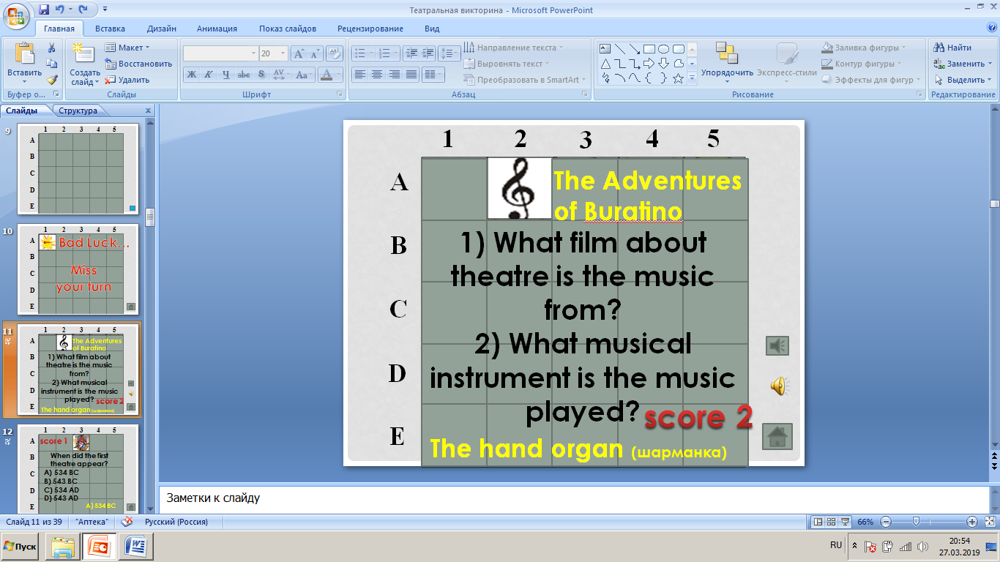 Театральная викторина - Microsoft PowerPoint
Главная Вставка Дизайн Анимация Показ слайдов Рецензирование Вид
Вставить
Буфер о...
Создать слайд
Макет
Восстановить
Удалить
Слайды
20
Ж К Ч abc S AV Aa А
Шрифт
Направление текста
Выровнять текст
Преобразовать в SmartArt
Абзац
Упорядочить
Экспресс-стили
Заливка фигуры
Контур фигуры
Эффекты для фигур
Рисование
Найти
Заменить
Выделить
Редактирование
Слайды Структура
9
1 2 3 4 5
A
B
C
D
E
10
1 2 3 4 5
A Bad Luck...
B
C Miss
D your turn
E
11
1 2 3 4 5
A The Adventures
of Buratino
B 1) What film about
theatre is the music
C from?
2) What musical
D instrument is the music
played? score 2
E The hand organ (шарманка)
12
1 2 3 4 5
A score 1
B When did the first
theatre appear?
C A) 534 BC
B) 543 BC
D C) 534 AD
D) 543 AD
E A) 534 BC
1 2 3 4 5
A The Adventures
of Buratino
B 1) What film about
theatre is the music
C from?
2) What musical
D instrument is the music
played? score 2
E The hand organ (шарманка)
Заметки к слайду
Слайд 11 из 39 "Аптека" Русский (Россия) 66%
Пуск RU 20:54
27.03.2019